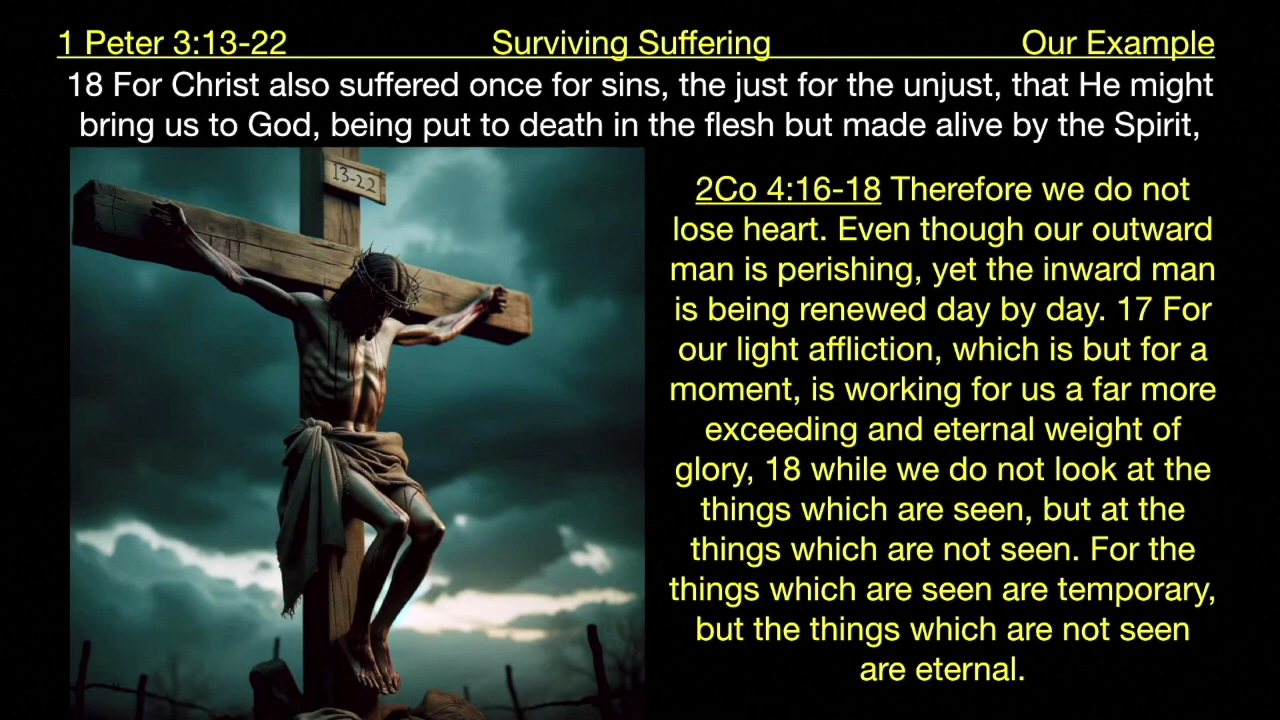 1 Peter 3:13-22 Surviving Suffering Our Example
18 For Christ also suffered once for sins, the just for the unjust, that He might
bring us to God, being put to death in the flesh but made alive by the Spirit,
13-22
2Co 4:16-18 Therefore we do not
lose heart. Even though our outward
man is perishing, yet the inward man
is being renewed day by day. 17 For
our light affliction, which is but for a
moment, is working for us a far more
exceeding and eternal weight of
glory, 18 while we do not look at the
things which are seen, but at the
things which are not seen. For the
things which are seen are temporary,
but the things which are not seen
are eternal.